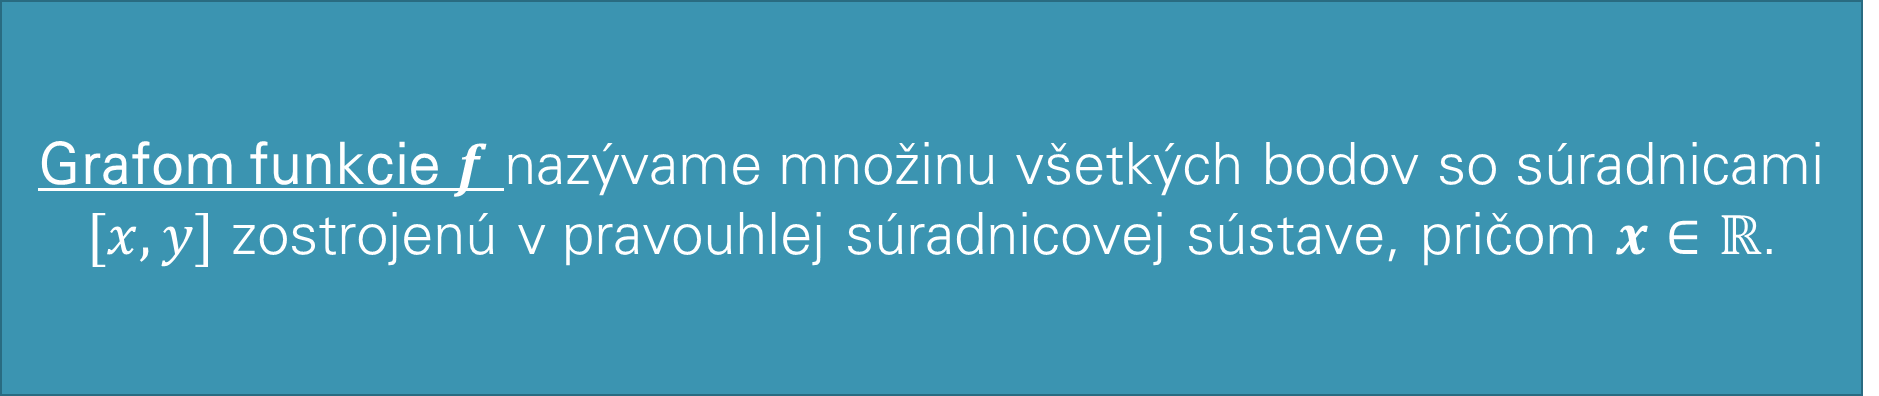 Grafom funkcie f nazývame množinu všetkých bodov so súradnicami
[x, y] zostrojenú v pravouhlej súradnicovej sústave, pričom x ∈ ℝ.